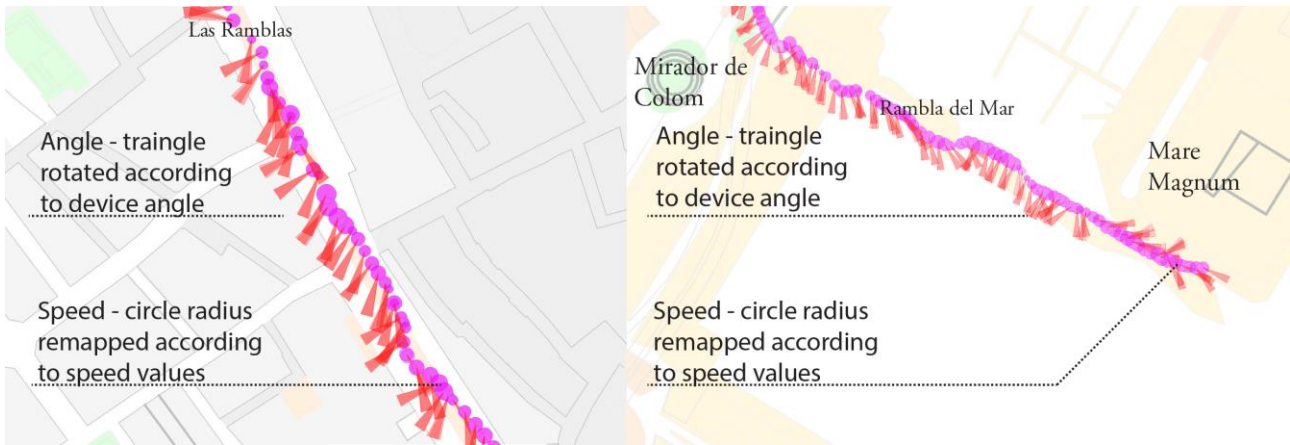 Las Ramblas
Angle - traingle
rotated according
to device angle
Speed - circle radius
remapped according
to speed values
Mirador de
Colom
Rambla del Mar
Angle - traingle
rotated according
to device angle
Mare
Magnum
Speed - circle radius
remapped according
to speed values